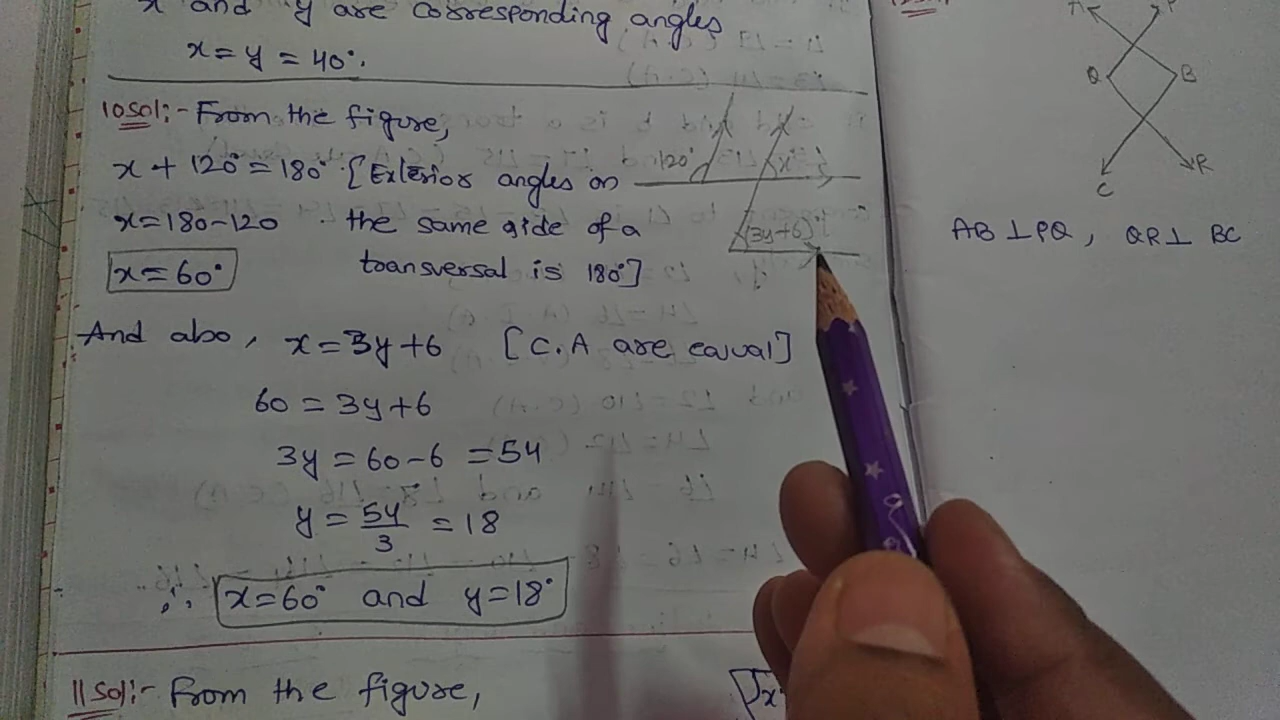 x and y are corresponding angles
x = y = 40°.
10 sol:- From the figure,
x + 120° = 180° [Exterior angles on
x = 180 - 120 the same side of a
x = 60° transversal is 180°]
120° x°
(3y+6)°
And also, x = 3y + 6 [C.A are equal]
60 = 3y + 6
3y = 60 - 6 = 54
y = 54/3 = 18
∴ x = 60° and y = 18°
11 Sol:- From the figure,
x
P
Q B
C R
AB ⊥ PQ, QR ⊥ BC